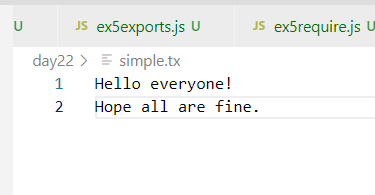 U JS ex5exports.js U JS ex5require.js U
day22 > simple.tx
1 Hello everyone!
2 Hope all are fine.